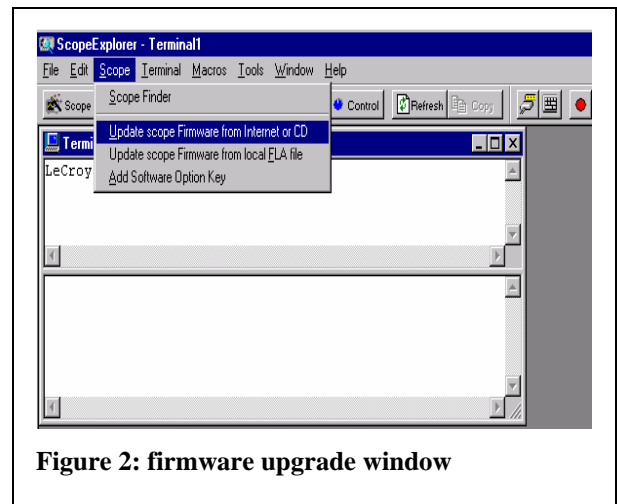 ScopeExplorer - Terminal1
File Edit Scope Terminal Macros Tools Window Help
Scope
Scope Finder
Control Refresh Copy
Update scope Firmware from Internet or CD
Termi
Update scope Firmware from local FLA file
LeCroy
Add Software Option Key
Figure 2: firmware upgrade window